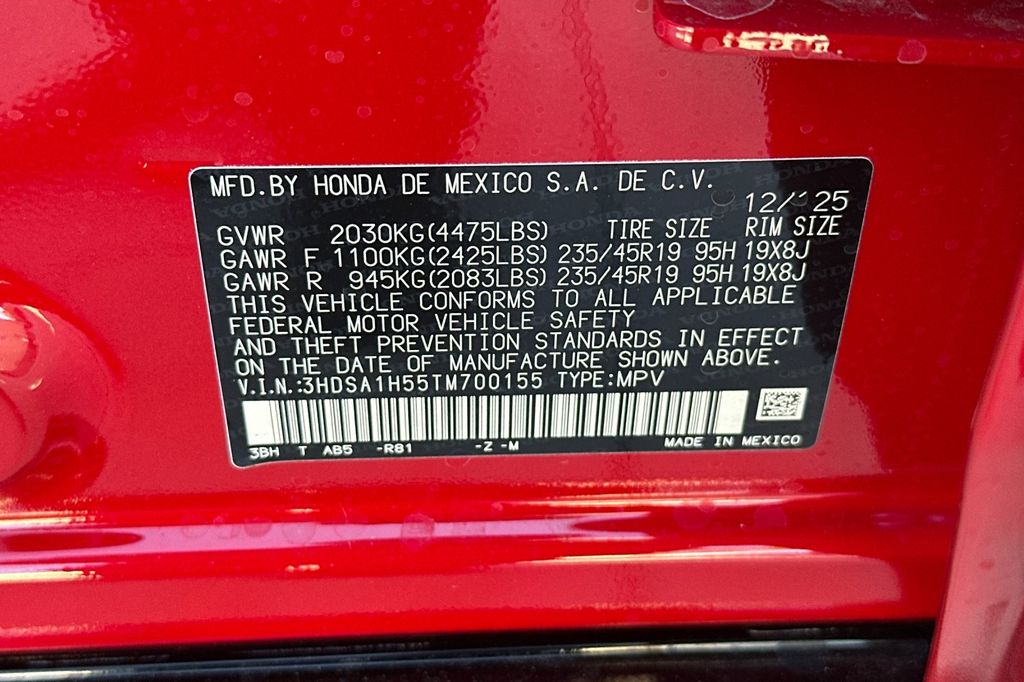 MFD.BY HONDA DE MEXICO S.A. DE C.V.
12/'25
GVWR 2030KG(4475LBS) TIRE SIZE RIM SIZE
GAWR F 1100KG(2425LBS) 235/45R19 95H 19X8J
GAWR R 945KG(2083LBS) 235/45R19 95H 19X8J
THIS VEHICLE CONFORMS TO ALL APPLICABLE
FEDERAL MOTOR VEHICLE SAFETY
AND THEFT PREVENTION STANDARDS IN EFFECT
ON THE DATE OF MANUFACTURE SHOWN ABOVE.
V.I.N.:3HDSA1H55TM700155 TYPE:MPV
3BH T AB5 -R81 -Z -M MADE IN MEXICO